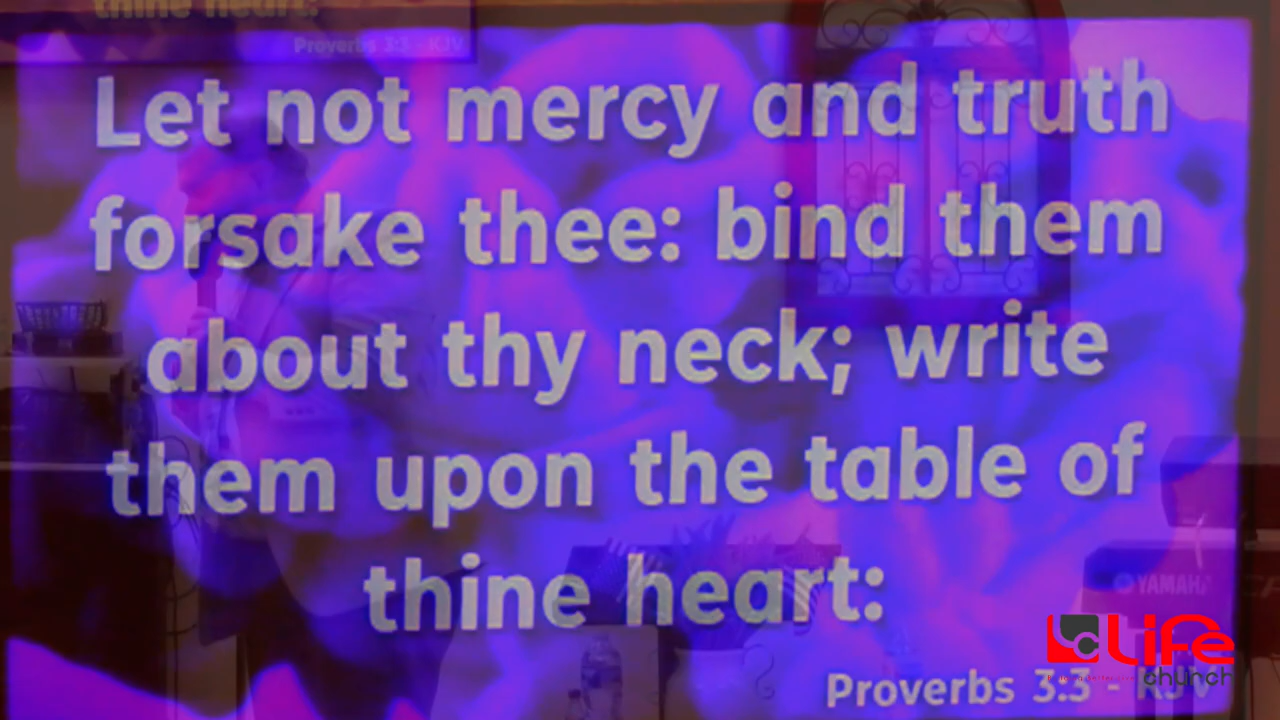 thine heart:
Proverbs 3:3 - KJV
Let not mercy and truth
forsake thee: bind them
about thy neck; write
them upon the table of
thine heart:
Proverbs 3:3 - KJV
YAMAHA
LC Life
church